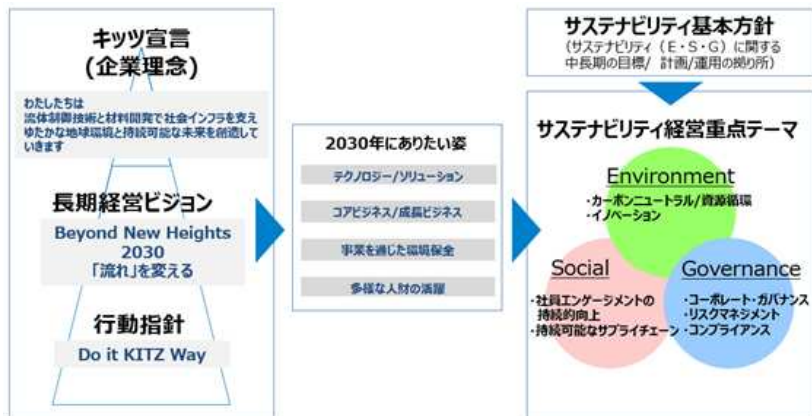 キッツ宣言
(企業理念)
わたしたちは
流体制御技術と材料開発で社会インフラを支え
ゆたかな地球環境と持続可能な未来を創造して
いきます
長期経営ビジョン
Beyond New Heights
2030
「流れ」を変える
行動指針
Do it KITZ Way
2030年にありたい姿
テクノロジー/ソリューション
コアビジネス/成長ビジネス
事業を通じた環境保全
多様な人財の活躍
サステナビリティ基本方針
(サステナビリティ（E・S・G）に関する
中長期の目標/ 計画/運用の拠り所)
サステナビリティ経営重点テーマ
Environment
・カーボンニュートラル/資源循環
・イノベーション
Social
・社員エンゲージメントの
持続的向上
・持続可能なサプライチェーン
Governance
・コーポレート・ガバナンス
・リスクマネジメント
・コンプライアンス